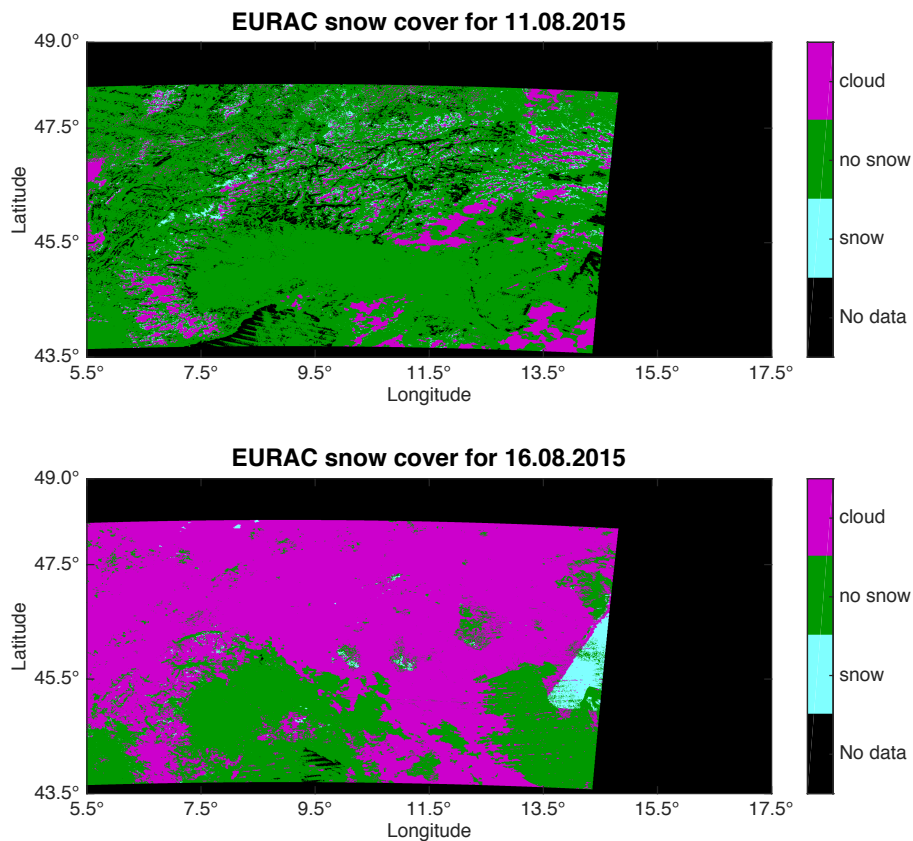 EURAC snow cover for 11.08.2015
49.0°
47.5°
45.5°
43.5°
Latitude
5.5° 7.5° 9.5° 11.5° 13.5° 15.5° 17.5°
Longitude
cloud
no snow
snow
No data
EURAC snow cover for 16.08.2015
49.0°
47.5°
45.5°
43.5°
Latitude
5.5° 7.5° 9.5° 11.5° 13.5° 15.5° 17.5°
Longitude
cloud
no snow
snow
No data